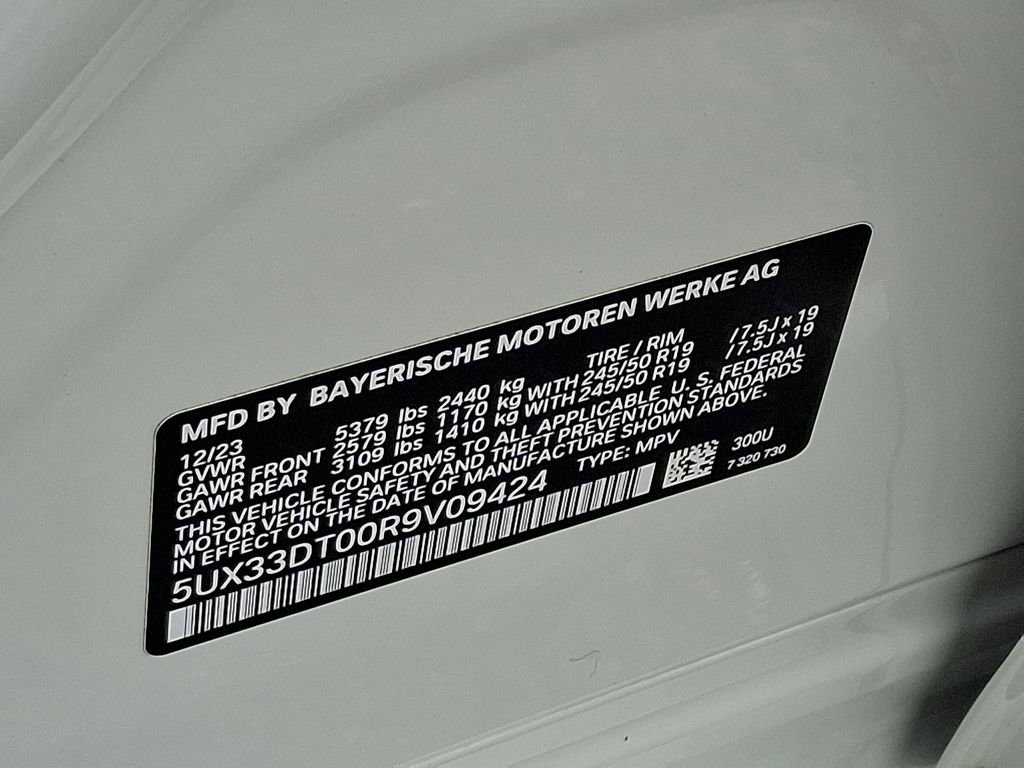 MFD BY BAYERISCHE MOTOREN WERKE AG
12/23 TIRE / RIM
GVWR 5379 lbs 2440 kg
GAWR FRONT 2579 lbs 1170 kg WITH 245/50 R19 / 7.5J x 19
GAWR REAR 3109 lbs 1410 kg WITH 245/50 R19 / 7.5J x 19
THIS VEHICLE CONFORMS TO ALL APPLICABLE U. S. FEDERAL
MOTOR VEHICLE SAFETY AND THEFT PREVENTION STANDARDS
IN EFFECT ON THE DATE OF MANUFACTURE SHOWN ABOVE.
5UX33DT00R9V09424 TYPE: MPV 300U
7 320 730